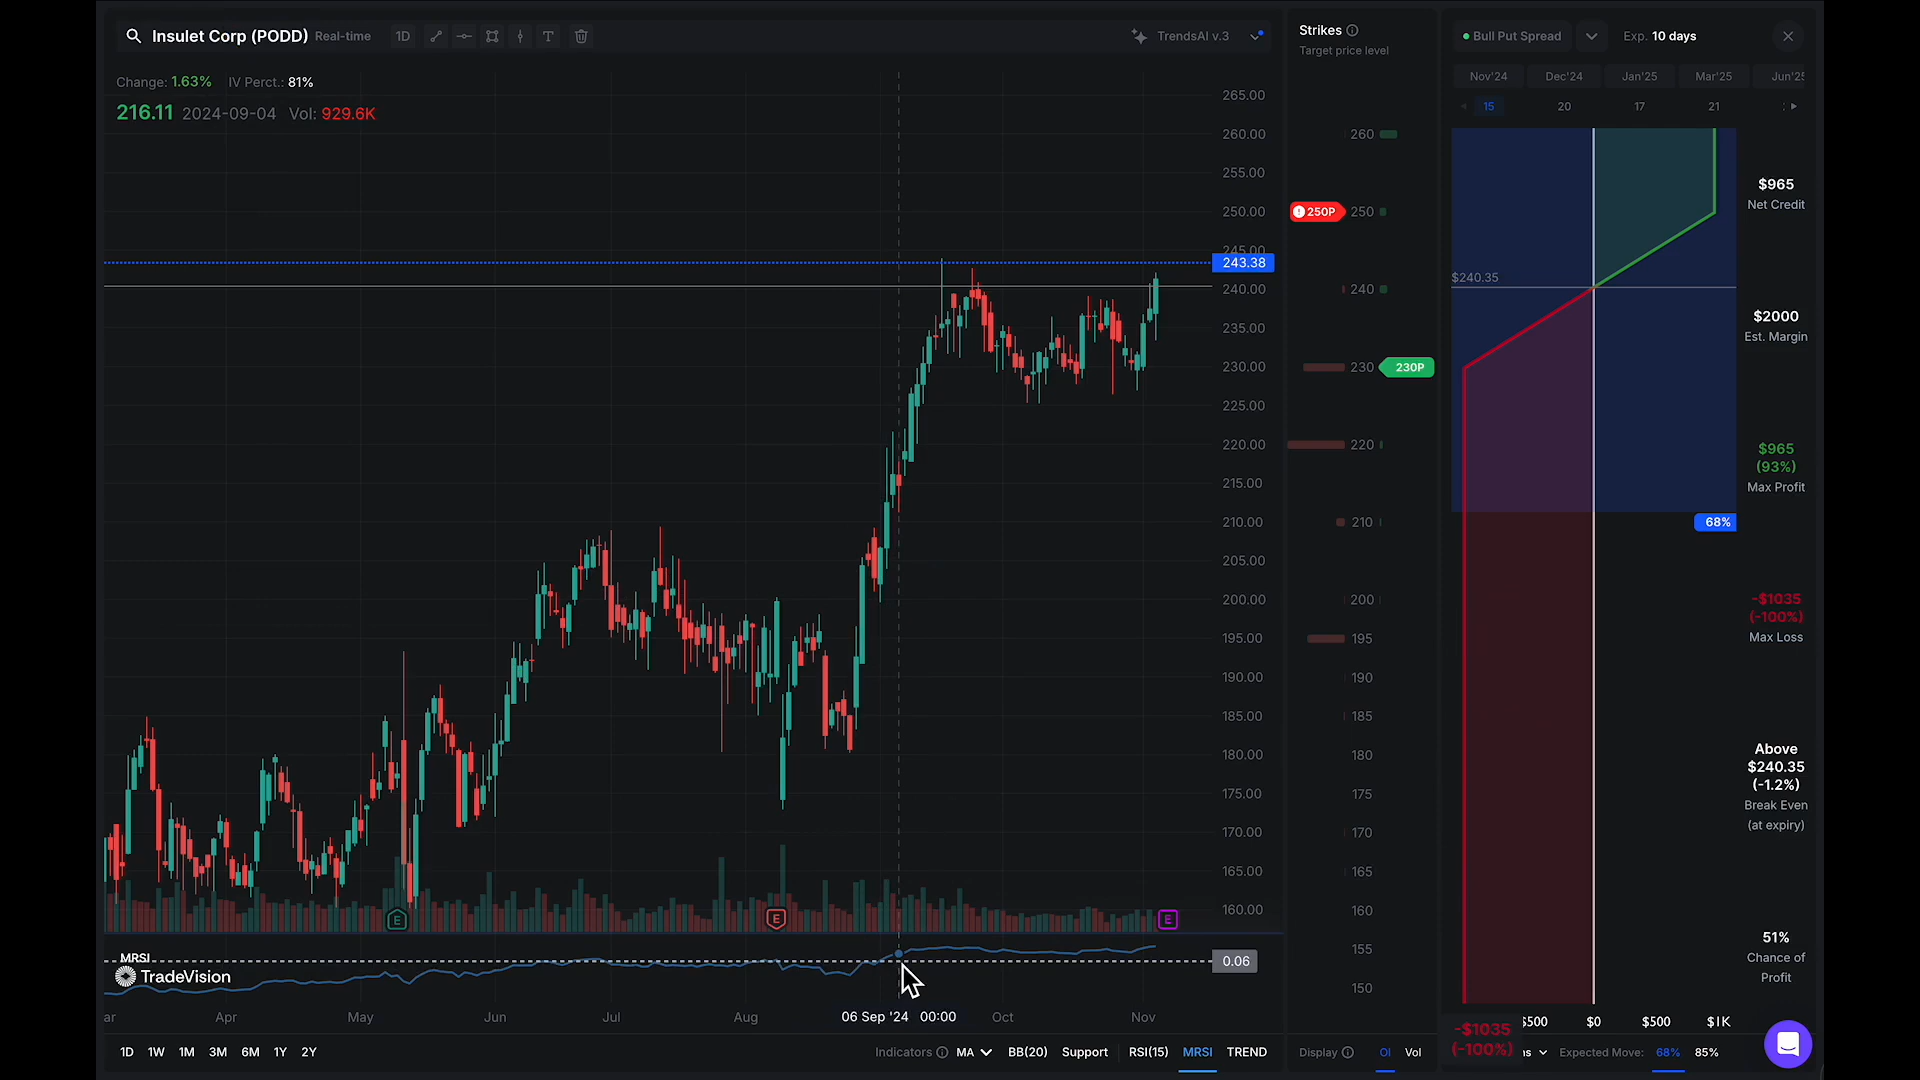 Insulet Corp (PODD) Real-time 1D
TrendsAI v.3
Change: 1.63% IV Perct.: 81%
216.11 2024-09-04 Vol: 929.6K
265.00
260.00
255.00
250.00
245.00
243.38
240.00
235.00
230.00
225.00
220.00
215.00
210.00
205.00
200.00
195.00
190.00
185.00
180.00
175.00
170.00
165.00
160.00
E
E
E
MRSI
TradeVision
0.06
ar Apr May Jun Jul Aug 06 Sep '24 00:00 Oct Nov
1D 1W 1M 3M 6M 1Y 2Y
Indicators MA BB(20) Support RSI(15) MRSI TREND
Strikes
Target price level
260
250P 250
240
230 230P
220
210
200
195
190
185
180
175
170
165
160
155
150
Display OI Vol
Bull Put Spread Exp. 10 days
Nov'24 Dec'24 Jan'25 Mar'25 Jun'25
15 20 17 21
$240.35
68%
$965
Net Credit
$2000
Est. Margin
$965
(93%)
Max Profit
-$1035
(-100%)
Max Loss
Above
$240.35
(-1.2%)
Break Even
(at expiry)
51%
Chance of
Profit
$500 $0 $500 $1K
-$1035
(-100%)
ns Expected Move: 68% 85%